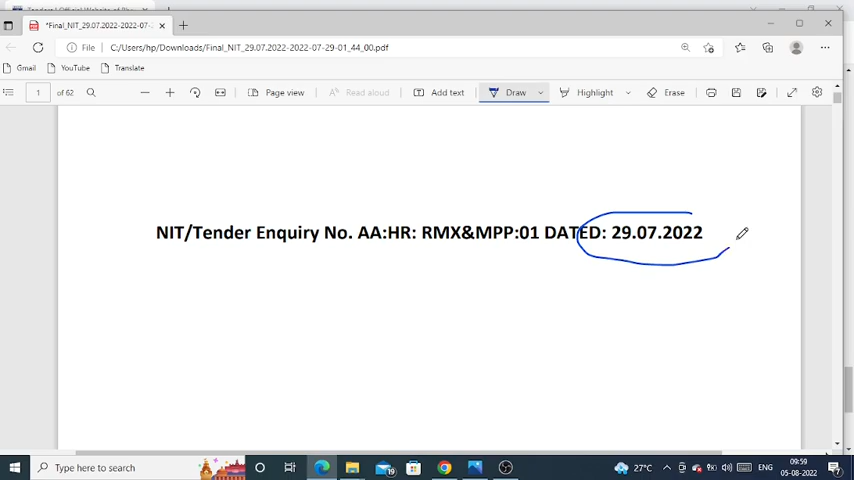 *Final_NIT_29.07.2022-2022-07-
File
C:/Users/hp/Downloads/Final_NIT_29.07.2022-2022-07-29-01_44_00.pdf
Gmail
YouTube
Translate
1
of 62
Page view
Read aloud
Add text
Draw
Highlight
Erase
NIT/Tender Enquiry No. AA:HR: RMX&MPP:01 DATED: 29.07.2022
Type here to search
19
27°C
ENG
09:59
05-08-2022
7